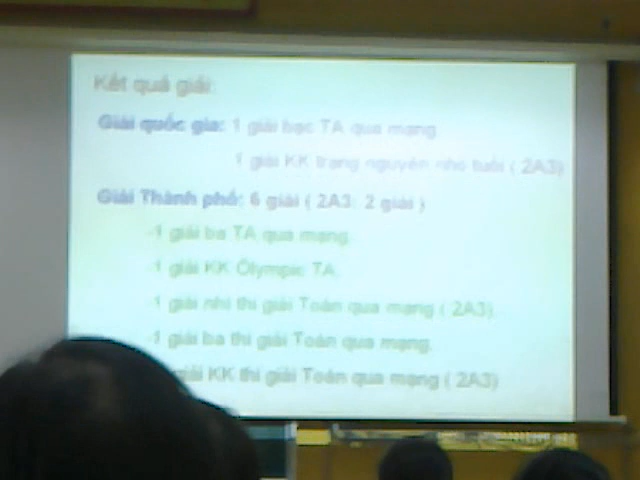 Kết quả giải:
Giải quốc gia: 1 giải bạc TA qua mạng
1 giải KK trạng nguyên nhỏ tuổi ( 2A3)
Giải Thành phố: 6 giải ( 2A3: 2 giải )
-1 giải ba TA qua mạng.
-1 giải KK Olympic TA.
-1 giải nhì thi giải Toán qua mạng ( 2A3).
-1 giải ba thi giải Toán qua mạng.
giải KK thi giải Toán qua mạng ( 2A3)